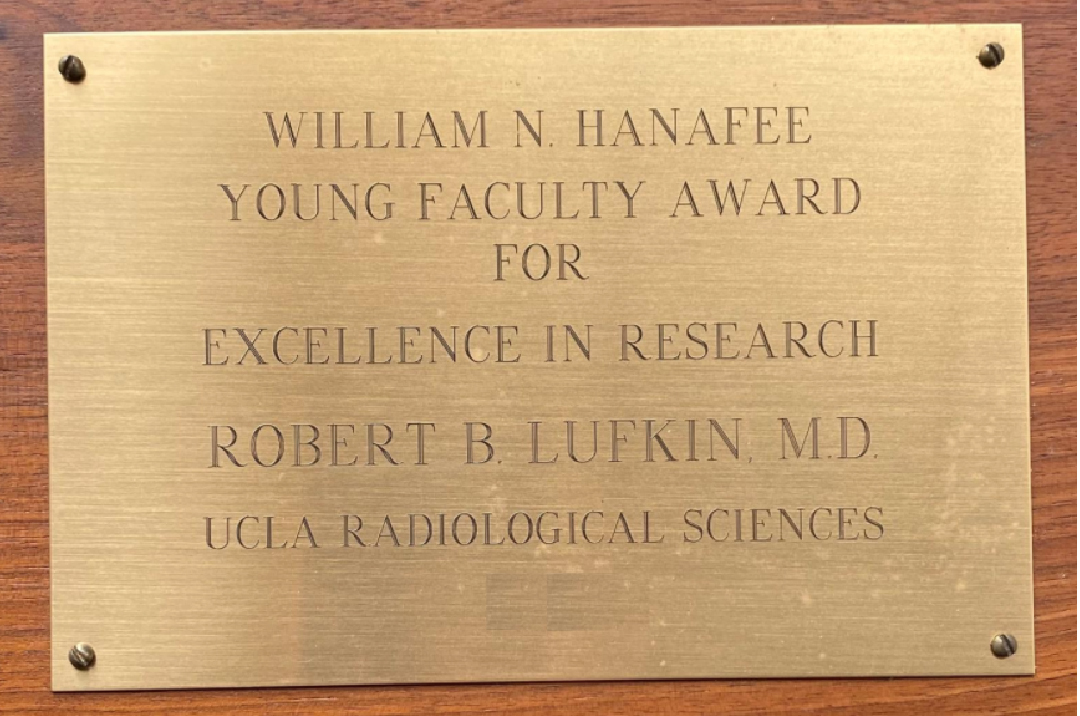 WILLIAM N. HANAFEE
YOUNG FACULTY AWARD
FOR
EXCELLENCE IN RESEARCH
ROBERT B. LUFKIN, M.D.
UCLA RADIOLOGICAL SCIENCES